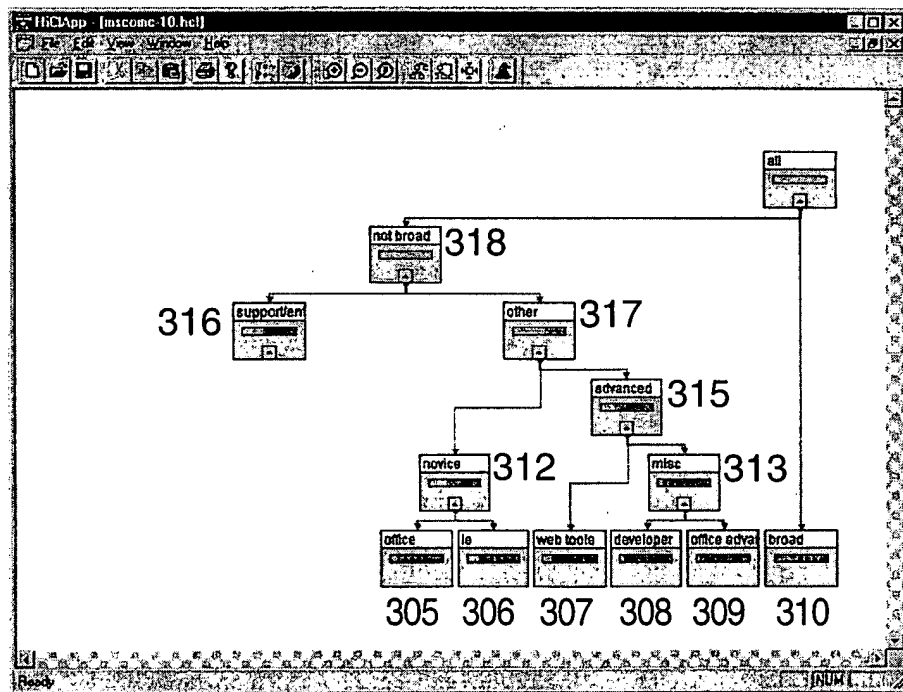 HiClApp - [mscomc-10.hcl]
File Edit View Window Help
all
not broad 318
316 support/ent other 317
advanced 315
novice 312 misc 313
office ie web tools developer office advan broad
305 306 307 308 309 310
Ready NUM